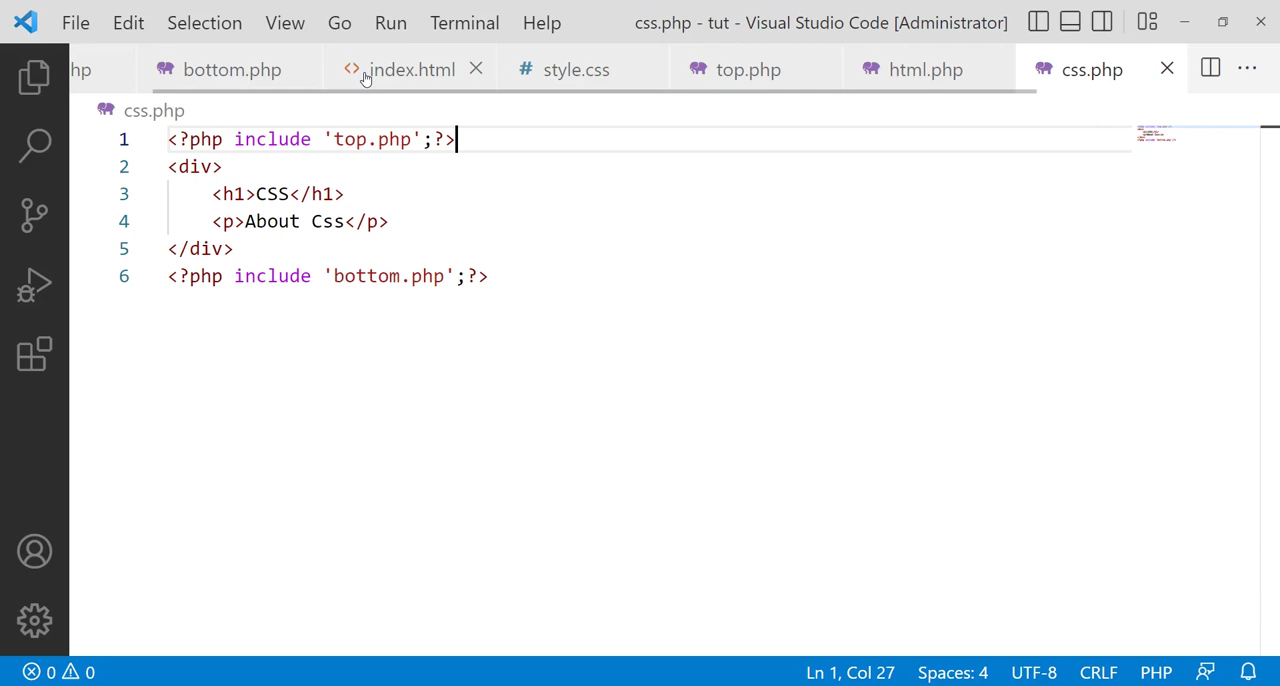 File Edit Selection View Go Run Terminal Help css.php - tut - Visual Studio Code [Administrator]
hp bottom.php index.html style.css top.php html.php css.php
css.php
1 <?php include 'top.php';?>
2 <div>
3 <h1>CSS</h1>
4 <p>About Css</p>
5 </div>
6 <?php include 'bottom.php';?>
0 0 Ln 1, Col 27 Spaces: 4 UTF-8 CRLF PHP